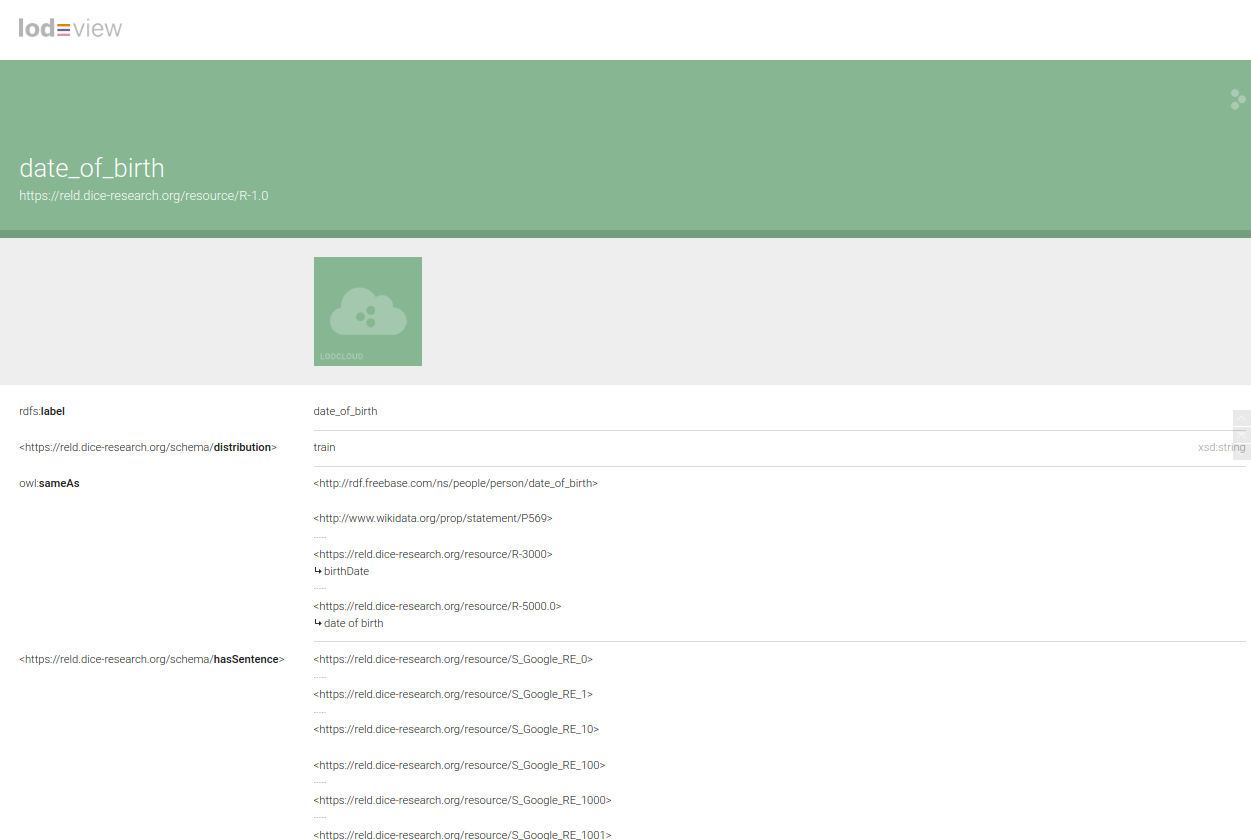 lodview
date_of_birth
https://reld.dice-research.org/resource/R-1.0
LODCLOUD
rdfs:label
date_of_birth
<https://reld.dice-research.org/schema/distribution>
train
xsd:string
owl:sameAs
<http://rdf.freebase.com/ns/people/person/date_of_birth>
<http://www.wikidata.org/prop/statement/P569>
<https://reld.dice-research.org/resource/R-3000>
↳ birthDate
<https://reld.dice-research.org/resource/R-5000.0>
↳ date of birth
<https://reld.dice-research.org/schema/hasSentence>
<https://reld.dice-research.org/resource/S_Google_RE_0>
<https://reld.dice-research.org/resource/S_Google_RE_1>
<https://reld.dice-research.org/resource/S_Google_RE_10>
<https://reld.dice-research.org/resource/S_Google_RE_100>
<https://reld.dice-research.org/resource/S_Google_RE_1000>
<https://reld.dice-research.org/resource/S_Google_RE_1001>